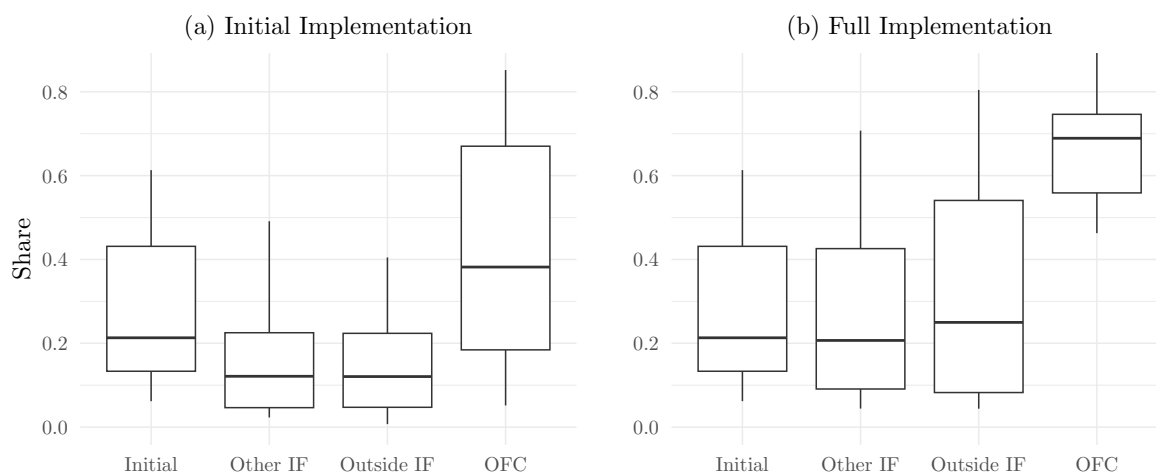 (a) Initial Implementation
(b) Full Implementation
Share
0.8
0.6
0.4
0.2
0.0
Initial
Other IF
Outside IF
OFC
0.8
0.6
0.4
0.2
0.0
Initial
Other IF
Outside IF
OFC